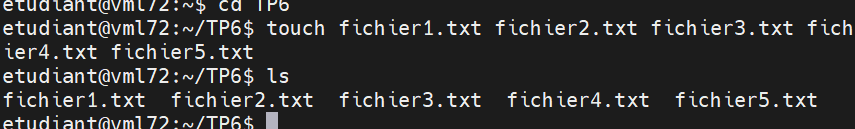 etudiant@vml72:~$ cd TP6
etudiant@vml72:~/TP6$ touch fichier1.txt fichier2.txt fichier3.txt fich
ier4.txt fichier5.txt
etudiant@vml72:~/TP6$ ls
fichier1.txt  fichier2.txt  fichier3.txt  fichier4.txt  fichier5.txt
etudiant@vml72:~/TP6$